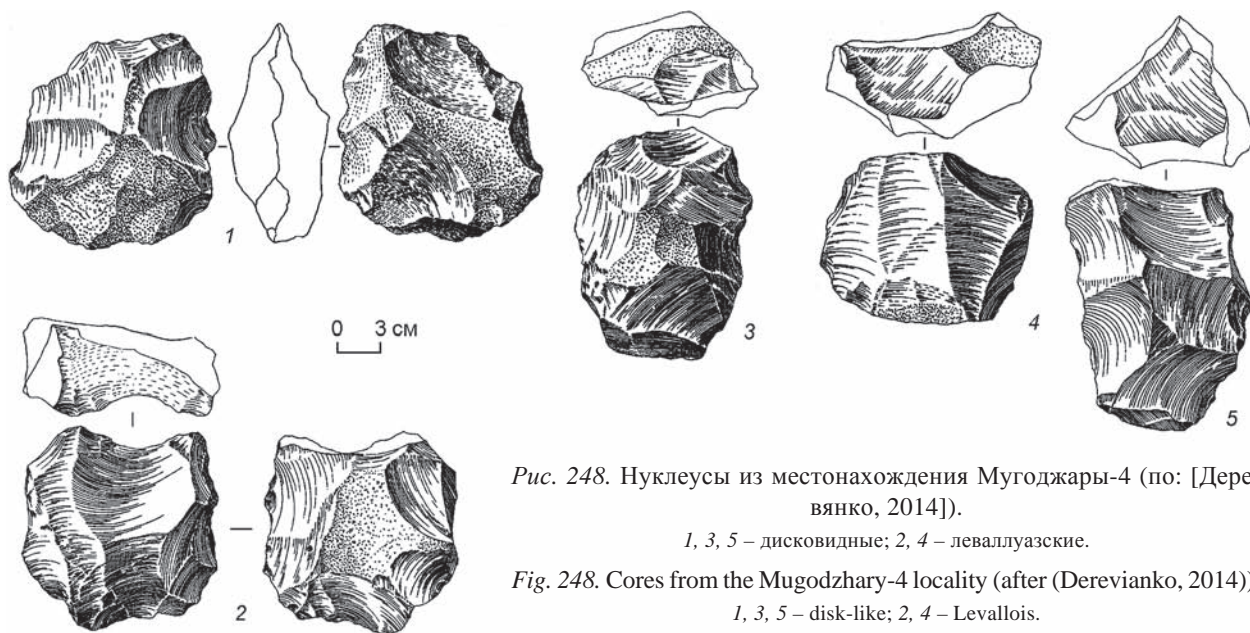 1
0 3 см
2
3
4
5
Рис. 248. Нуклеусы из местонахождения Мугоджары-4 (по: [Дере
вянко, 2014]).
1, 3, 5 – дисковидные; 2, 4 – леваллуазские.
Fig. 248. Cores from the Mugodzhary-4 locality (after (Derevianko, 2014))
1, 3, 5 – disk-like; 2, 4 – Levallois.